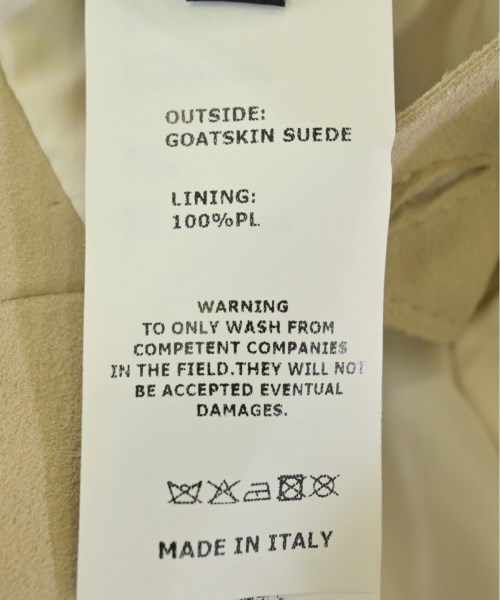 OUTSIDE:
GOATSKIN SUEDE
LINING:
100%PL
WARNING
TO ONLY WASH FROM
COMPETENT COMPANIES
IN THE FIELD.THEY WILL NOT
BE ACCEPTED EVENTUAL
DAMAGES.
MADE IN ITALY